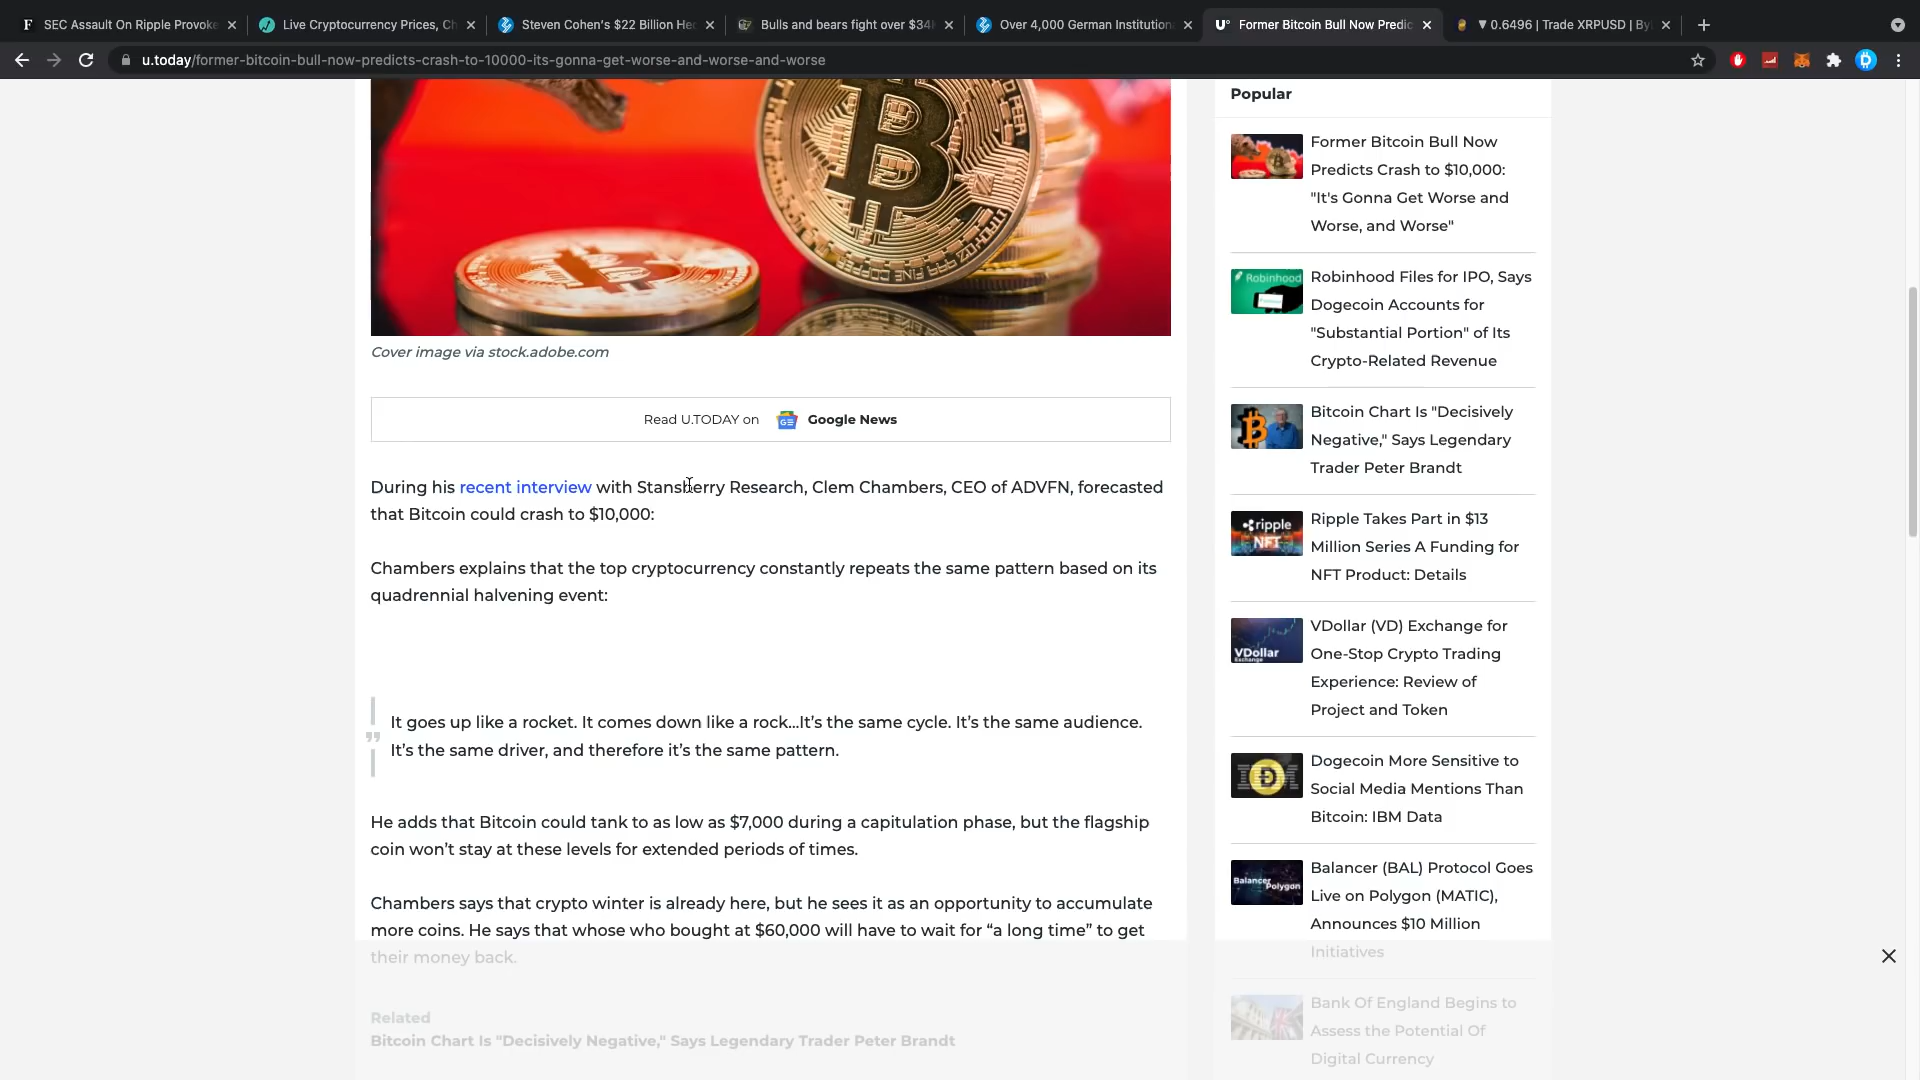 SEC Assault On Ripple Provoke
Live Cryptocurrency Prices, Ch
Steven Cohen's $22 Billion Hec
Bulls and bears fight over $34
Over 4,000 German Institution
Former Bitcoin Bull Now Predic
▼ 0.6496 | Trade XRPUSD | By
u.today/former-bitcoin-bull-now-predicts-crash-to-10000-its-gonna-get-worse-and-worse-and-worse
Cover image via stock.adobe.com
Read U.TODAY on Google News
During his recent interview with Stansberry Research, Clem Chambers, CEO of ADVFN, forecasted
that Bitcoin could crash to $10,000:
Chambers explains that the top cryptocurrency constantly repeats the same pattern based on its
quadrennial halvening event:
It goes up like a rocket. It comes down like a rock...It's the same cycle. It's the same audience.
It's the same driver, and therefore it's the same pattern.
He adds that Bitcoin could tank to as low as $7,000 during a capitulation phase, but the flagship
coin won't stay at these levels for extended periods of times.
Chambers says that crypto winter is already here, but he sees it as an opportunity to accumulate
more coins. He says that whose who bought at $60,000 will have to wait for "a long time" to get
their money back.
Related
Bitcoin Chart Is "Decisively Negative," Says Legendary Trader Peter Brandt
Popular
Former Bitcoin Bull Now
Predicts Crash to $10,000:
"It's Gonna Get Worse and
Worse, and Worse"
Robinhood
Robinhood Files for IPO, Says
Dogecoin Accounts for
"Substantial Portion" of Its
Crypto-Related Revenue
Bitcoin Chart Is "Decisively
Negative," Says Legendary
Trader Peter Brandt
ripple
NFT
Ripple Takes Part in $13
Million Series A Funding for
NFT Product: Details
VDollar
Exchange
VDollar (VD) Exchange for
One-Stop Crypto Trading
Experience: Review of
Project and Token
Dogecoin More Sensitive to
Social Media Mentions Than
Bitcoin: IBM Data
Balancer
Polygon
Balancer (BAL) Protocol Goes
Live on Polygon (MATIC),
Announces $10 Million
Initiatives
Bank Of England Begins to
Assess the Potential Of
Digital Currency